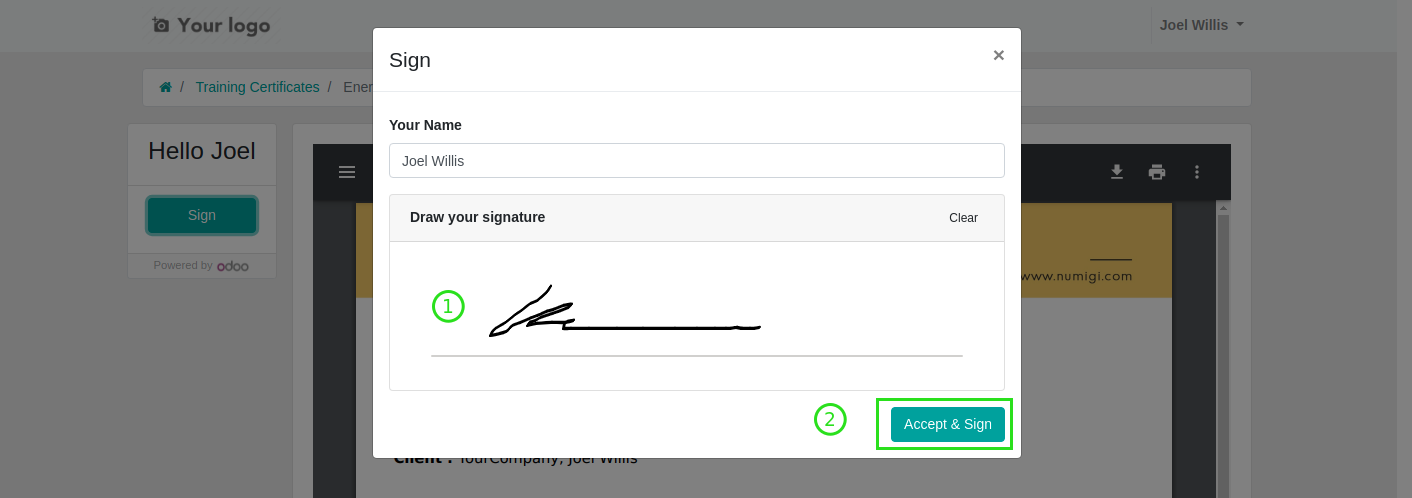 Your logo
Joel Willis
Sign
×
/ Training Certificates / Ener
Your Name
Joel Willis
Hello Joel
Sign
Powered by odoo
Draw your signature
Clear
www.numigi.com
1
2
Accept & Sign
Client : YourCompany, Joel Willis